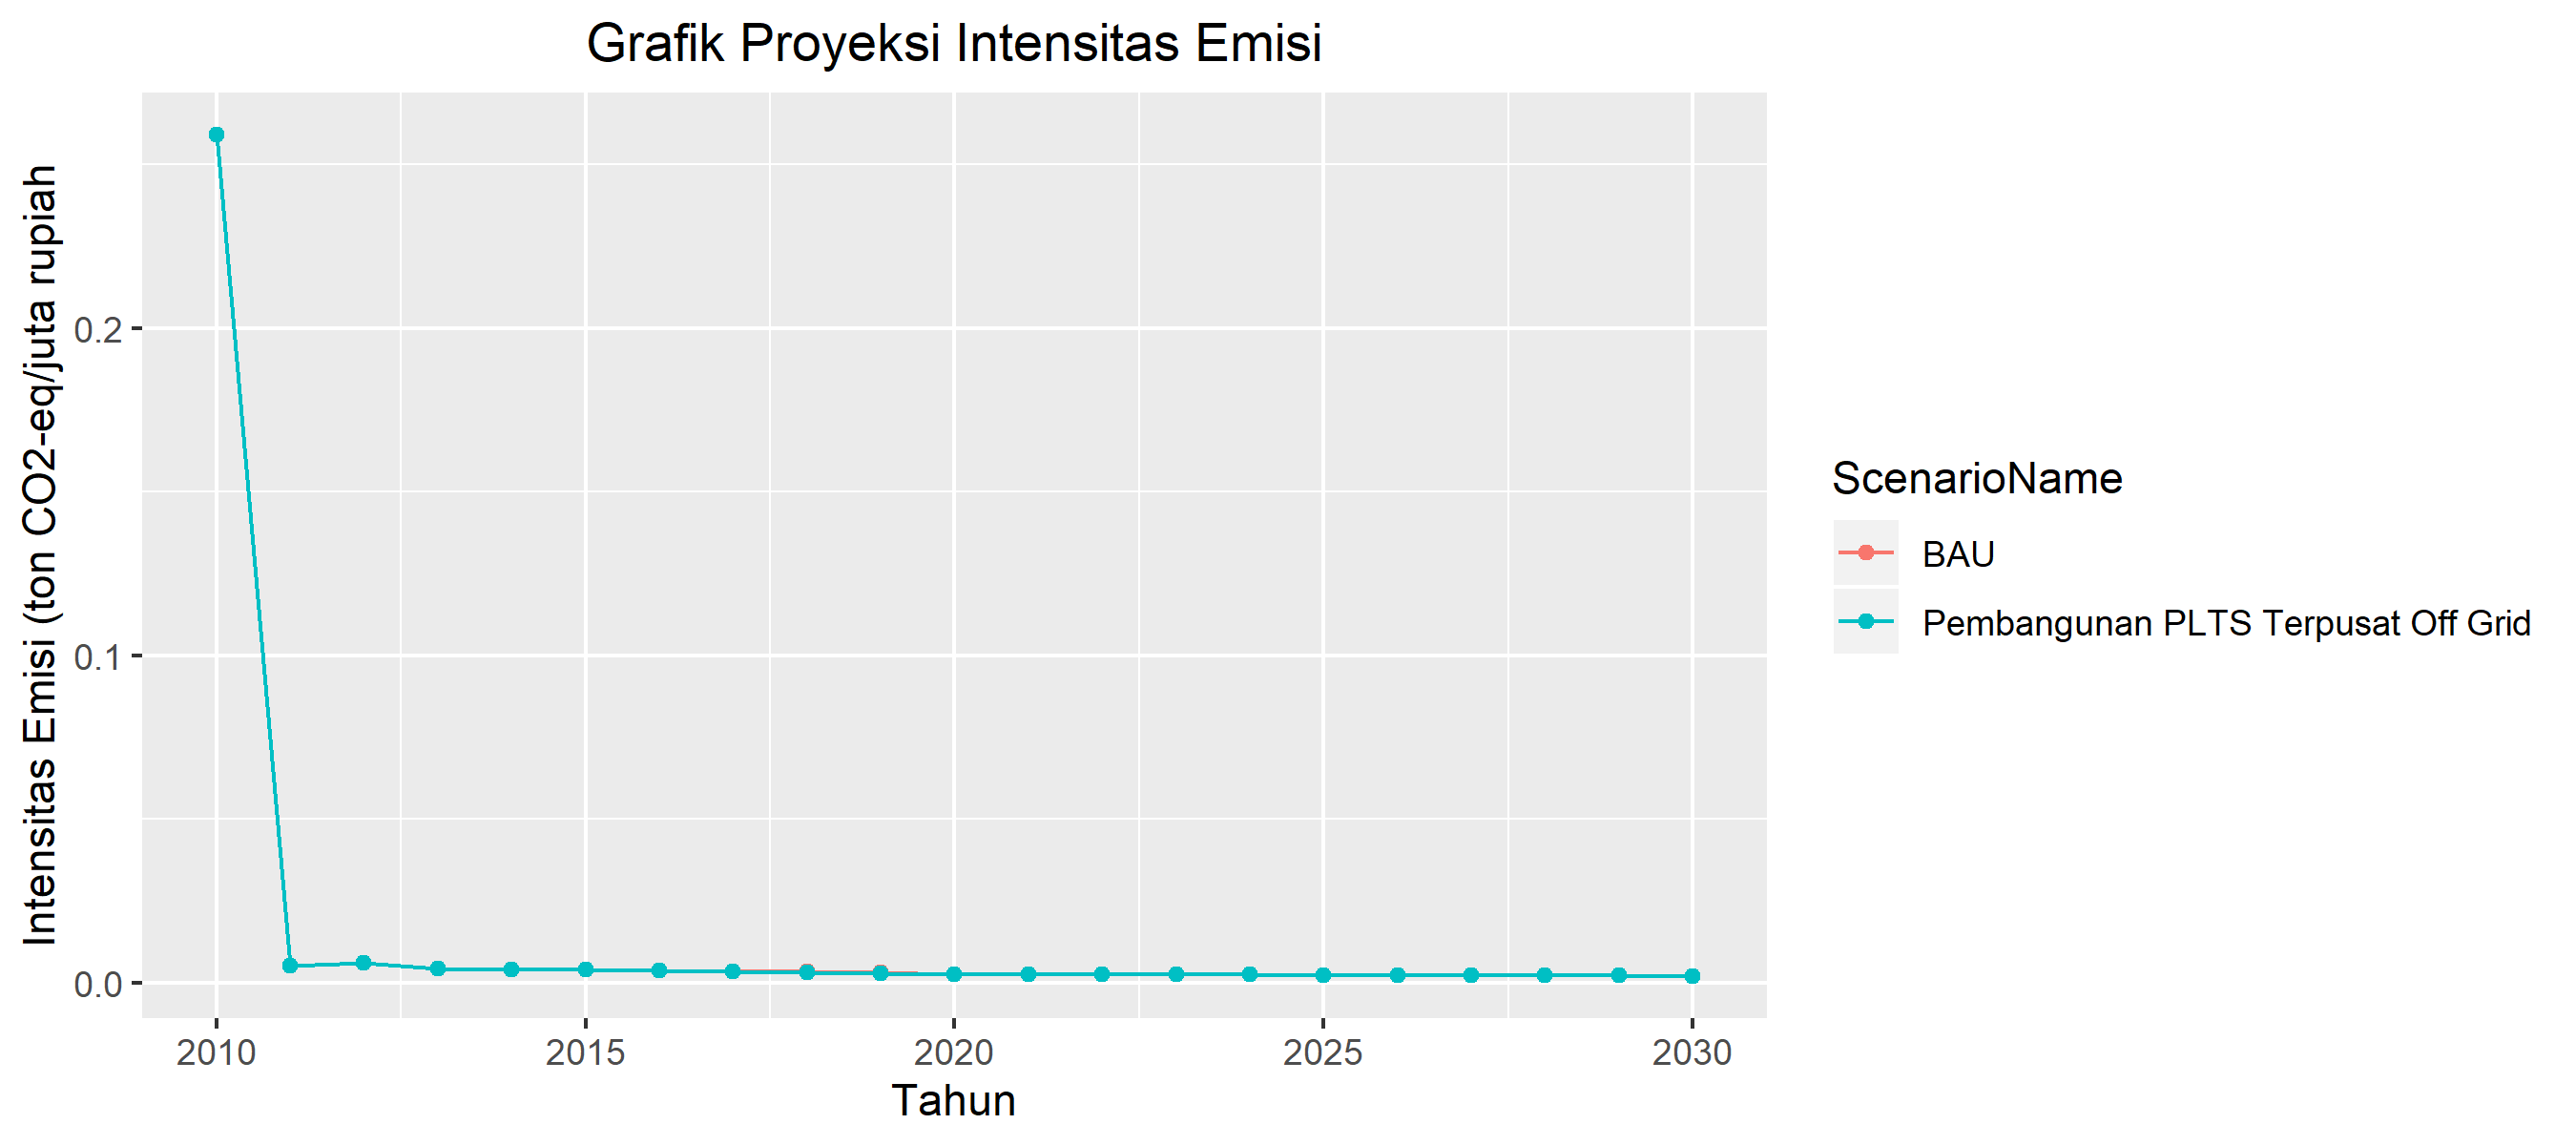 Grafik Proyeksi Intensitas Emisi
Intensitas Emisi (ton CO2-eq/juta rupiah
0.2
0.1
0.0
2010
2015
2020
2025
2030
Tahun
ScenarioName
BAU
Pembangunan PLTS Terpusat Off Grid